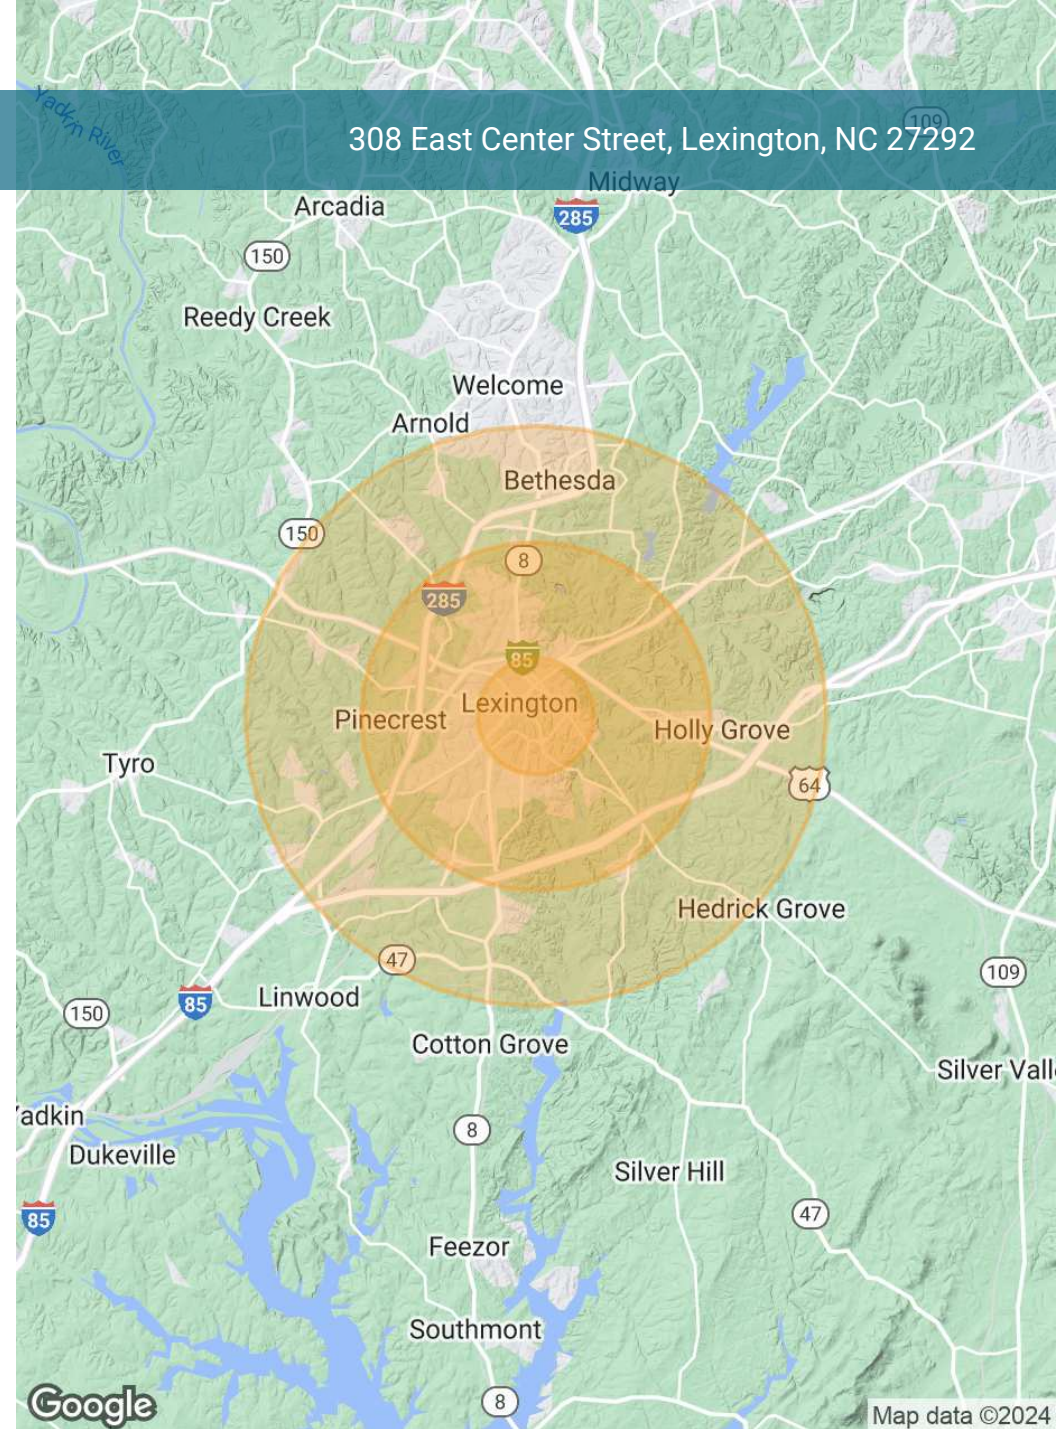 Yadkin River
109
308 East Center Street, Lexington, NC 27292
Midway
Arcadia
285
150
Reedy Creek
Welcome
Arnold
Bethesda
150
8
285
85
Lexington
Pinecrest
Holly Grove
Tyro
64
Hedrick Grove
47
109
Linwood
85
150
Cotton Grove
Silver Vall
adkin
8
Dukeville
Silver Hill
85
47
Feezor
Southmont
8
Google
Map data ©2024